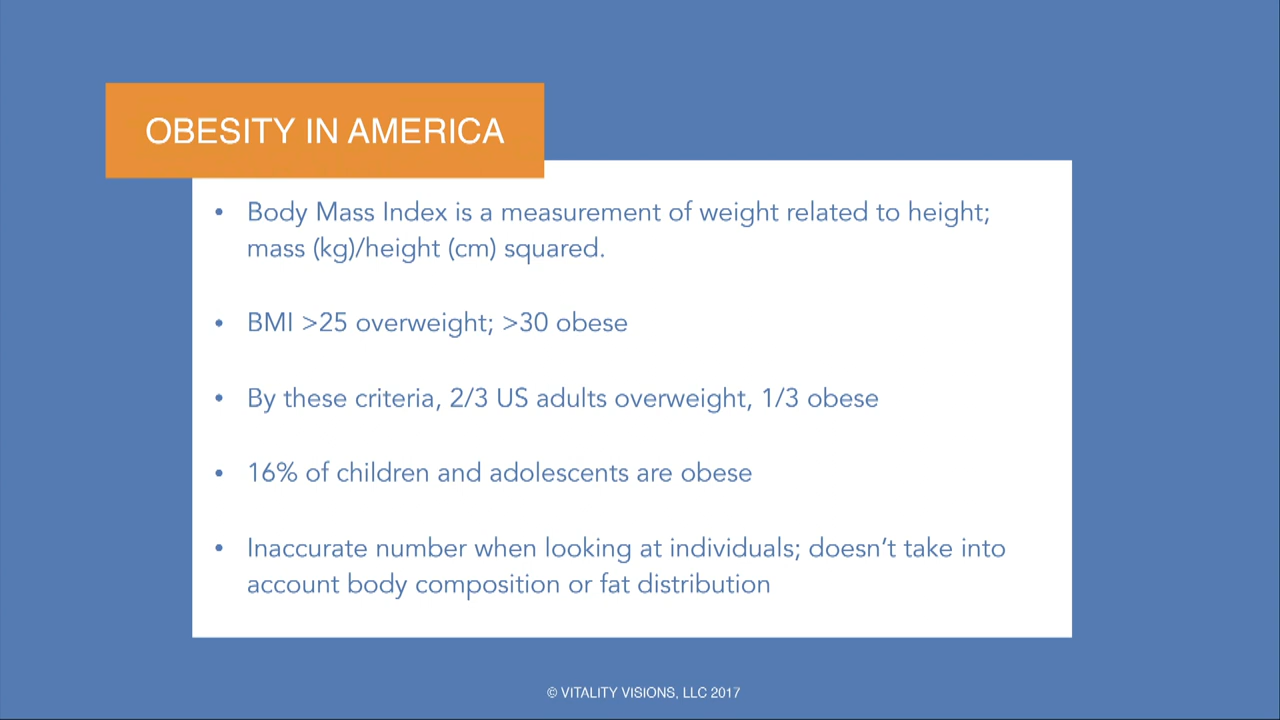 OBESITY IN AMERICA
• Body Mass Index is a measurement of weight related to height;
mass (kg)/height (cm) squared.
• BMI >25 overweight; >30 obese
• By these criteria, 2/3 US adults overweight, 1/3 obese
• 16% of children and adolescents are obese
• Inaccurate number when looking at individuals; doesn’t take into
account body composition or fat distribution
© VITALITY VISIONS, LLC 2017